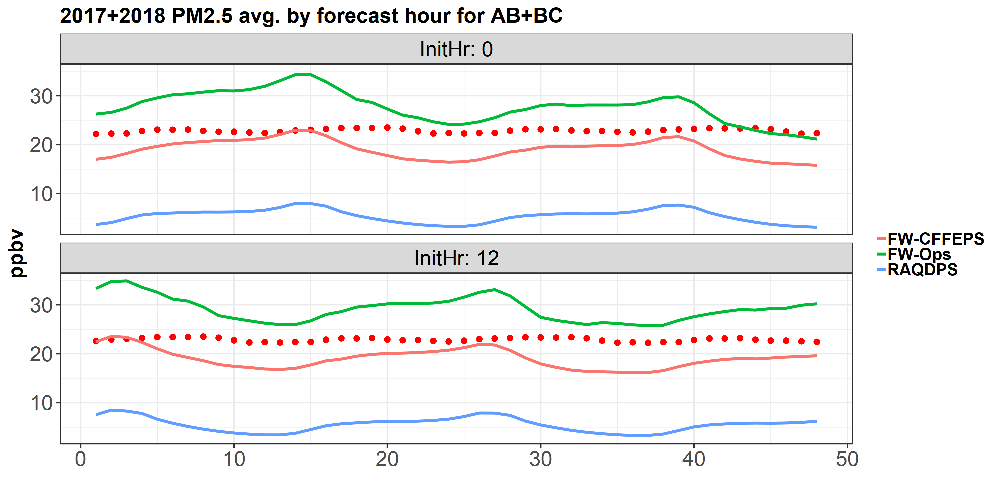 2017+2018 PM2.5 avg. by forecast hour for AB+BC
InitHr: 0
30
20
10
ppbv
InitHr: 12
30
20
10
0 10 20 30 40 50
FW-CFFEPS
FW-Ops
RAQDPS